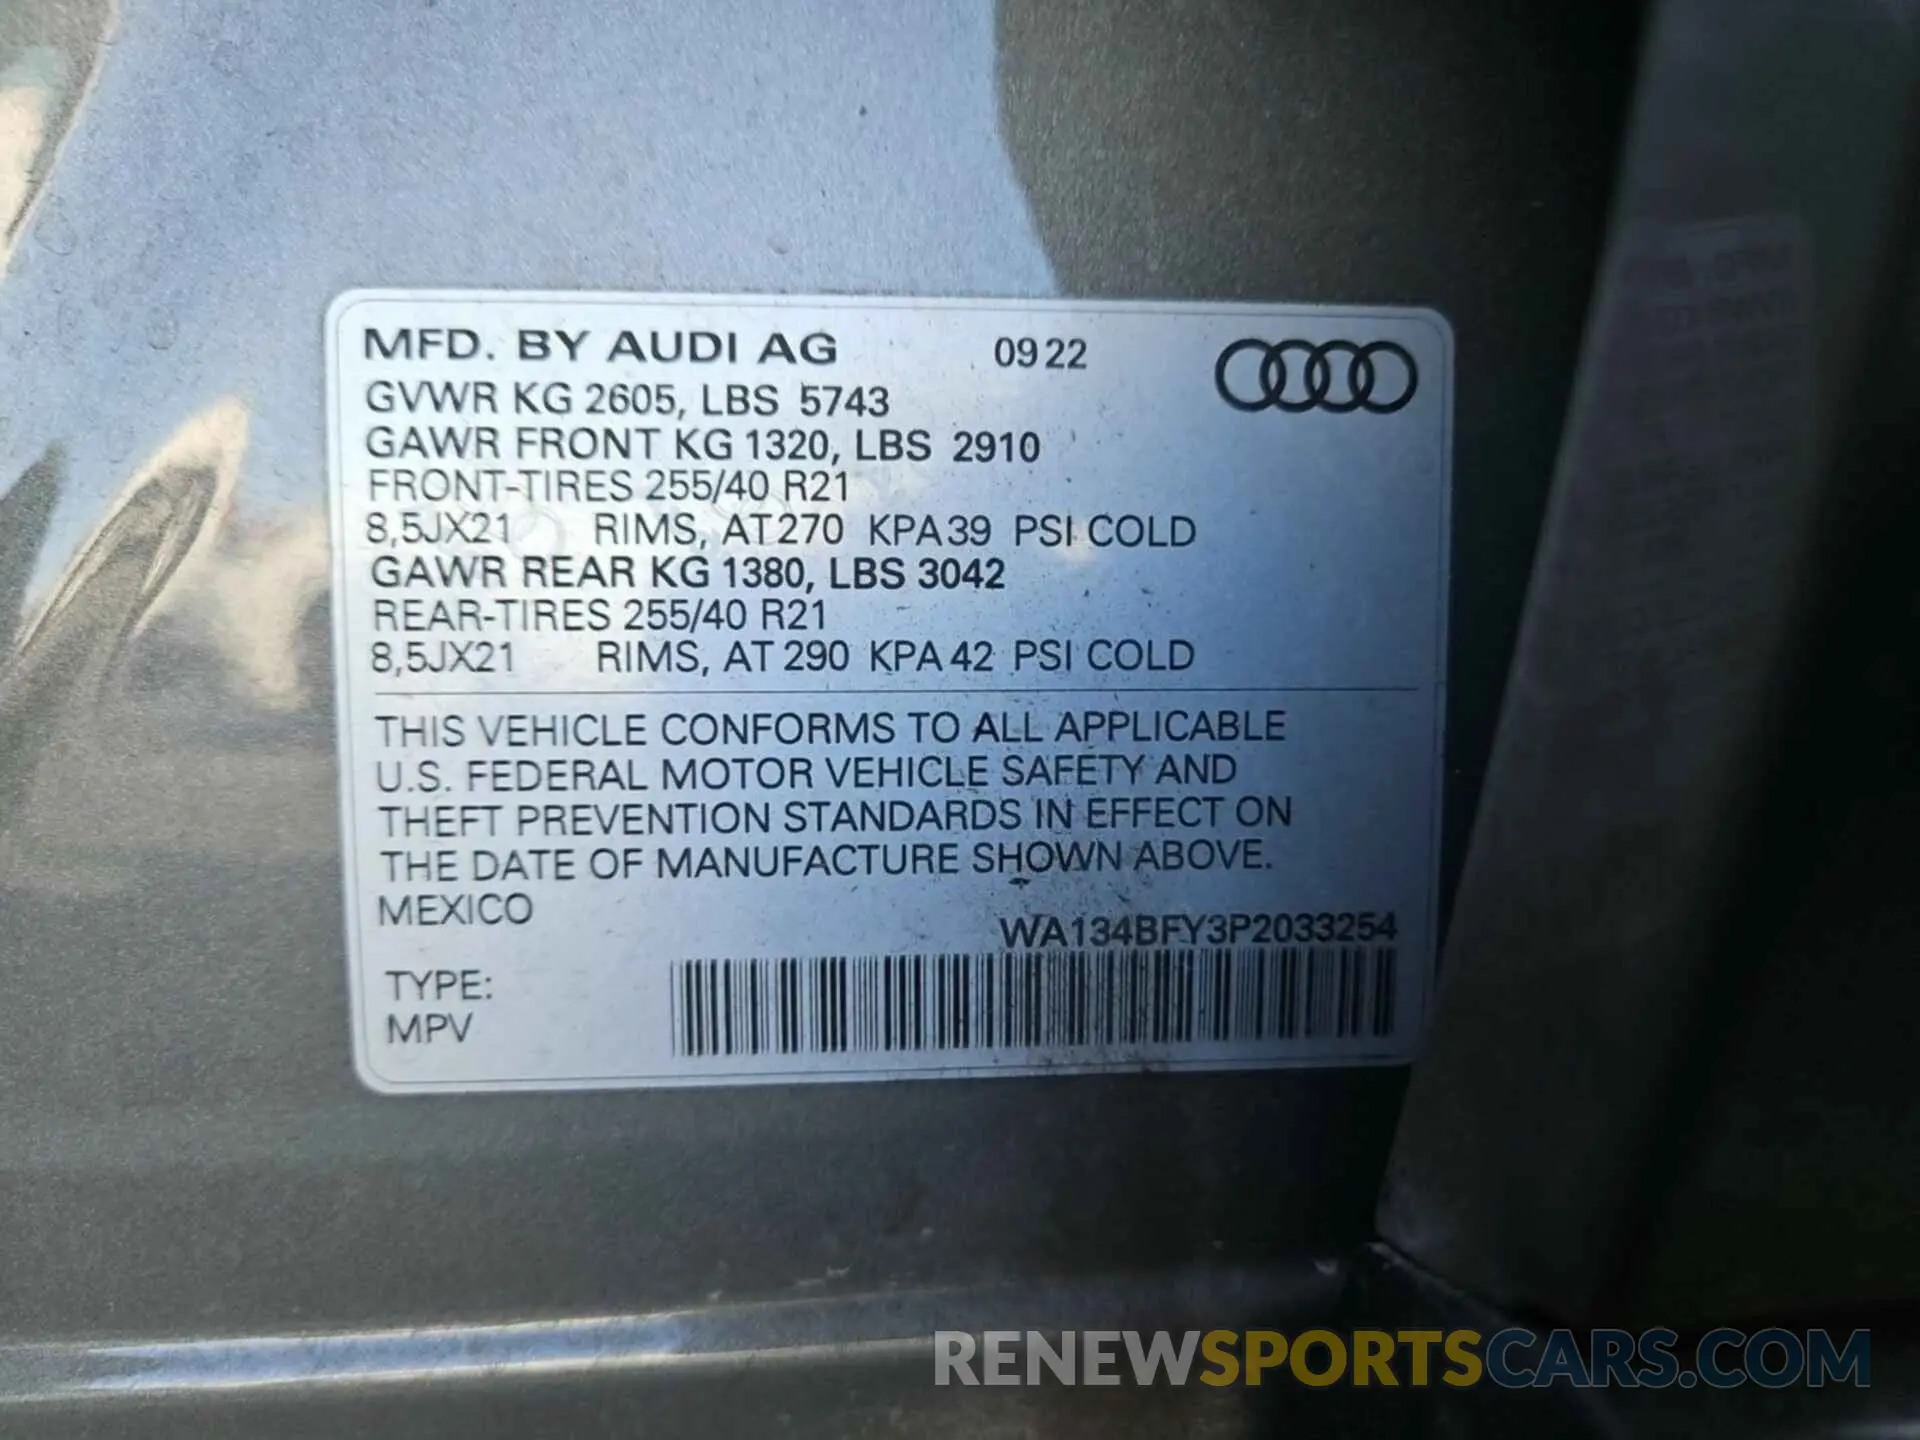 MFD. BY AUDI AG 09 22
GVWR KG 2605, LBS 5743
GAWR FRONT KG 1320, LBS 2910
FRONT-TIRES 255/40 R21
8,5JX21 RIMS, AT 270 KPA 39 PSI COLD
GAWR REAR KG 1380, LBS 3042
REAR-TIRES 255/40 R21
8,5JX21 RIMS, AT 290 KPA 42 PSI COLD
THIS VEHICLE CONFORMS TO ALL APPLICABLE
U.S. FEDERAL MOTOR VEHICLE SAFETY AND
THEFT PREVENTION STANDARDS IN EFFECT ON
THE DATE OF MANUFACTURE SHOWN ABOVE.
MEXICO
WA134BFY3P2033254
TYPE:
MPV
RENEWSPORTSCARS.COM